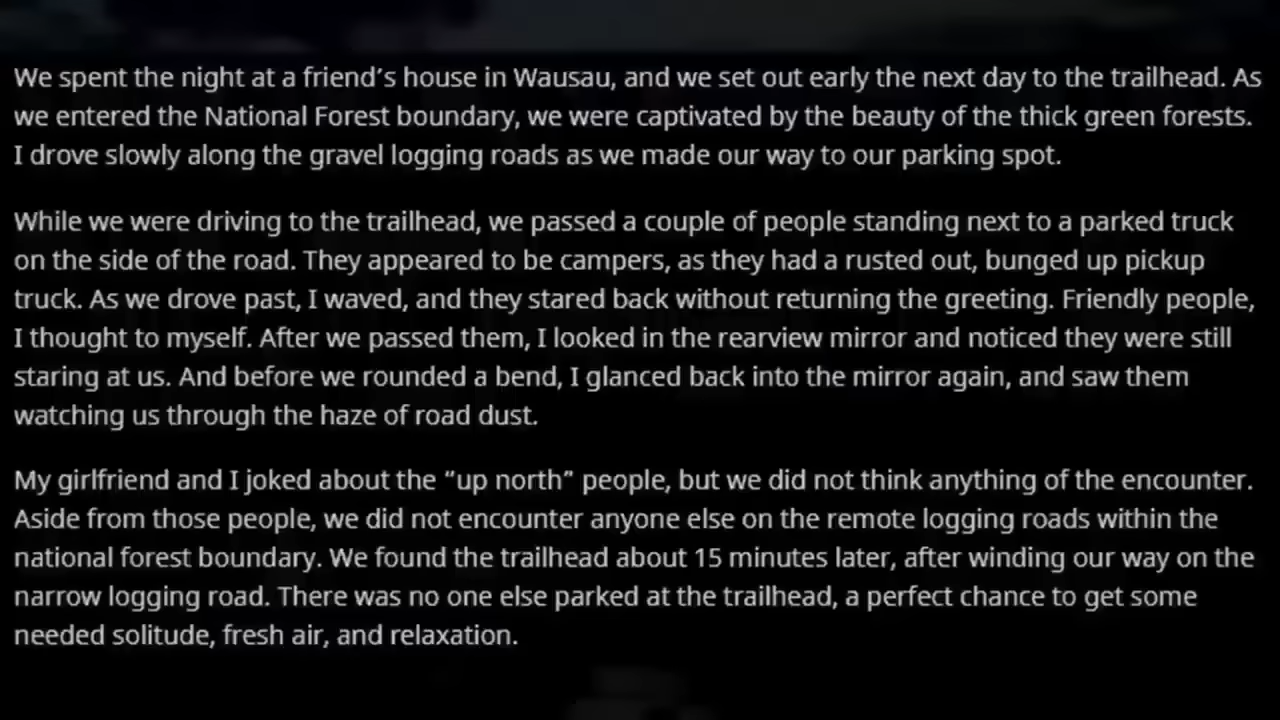 We spent the night at a friend’s house in Wausau, and we set out early the next day to the trailhead. As
we entered the National Forest boundary, we were captivated by the beauty of the thick green forests.
I drove slowly along the gravel logging roads as we made our way to our parking spot.
While we were driving to the trailhead, we passed a couple of people standing next to a parked truck
on the side of the road. They appeared to be campers, as they had a rusted out, bunged up pickup
truck. As we drove past, I waved, and they stared back without returning the greeting. Friendly people,
I thought to myself. After we passed them, I looked in the rearview mirror and noticed they were still
staring at us. And before we rounded a bend, I glanced back into the mirror again, and saw them
watching us through the haze of road dust.
My girlfriend and I joked about the “up north” people, but we did not think anything of the encounter.
Aside from those people, we did not encounter anyone else on the remote logging roads within the
national forest boundary. We found the trailhead about 15 minutes later, after winding our way on the
narrow logging road. There was no one else parked at the trailhead, a perfect chance to get some
needed solitude, fresh air, and relaxation.